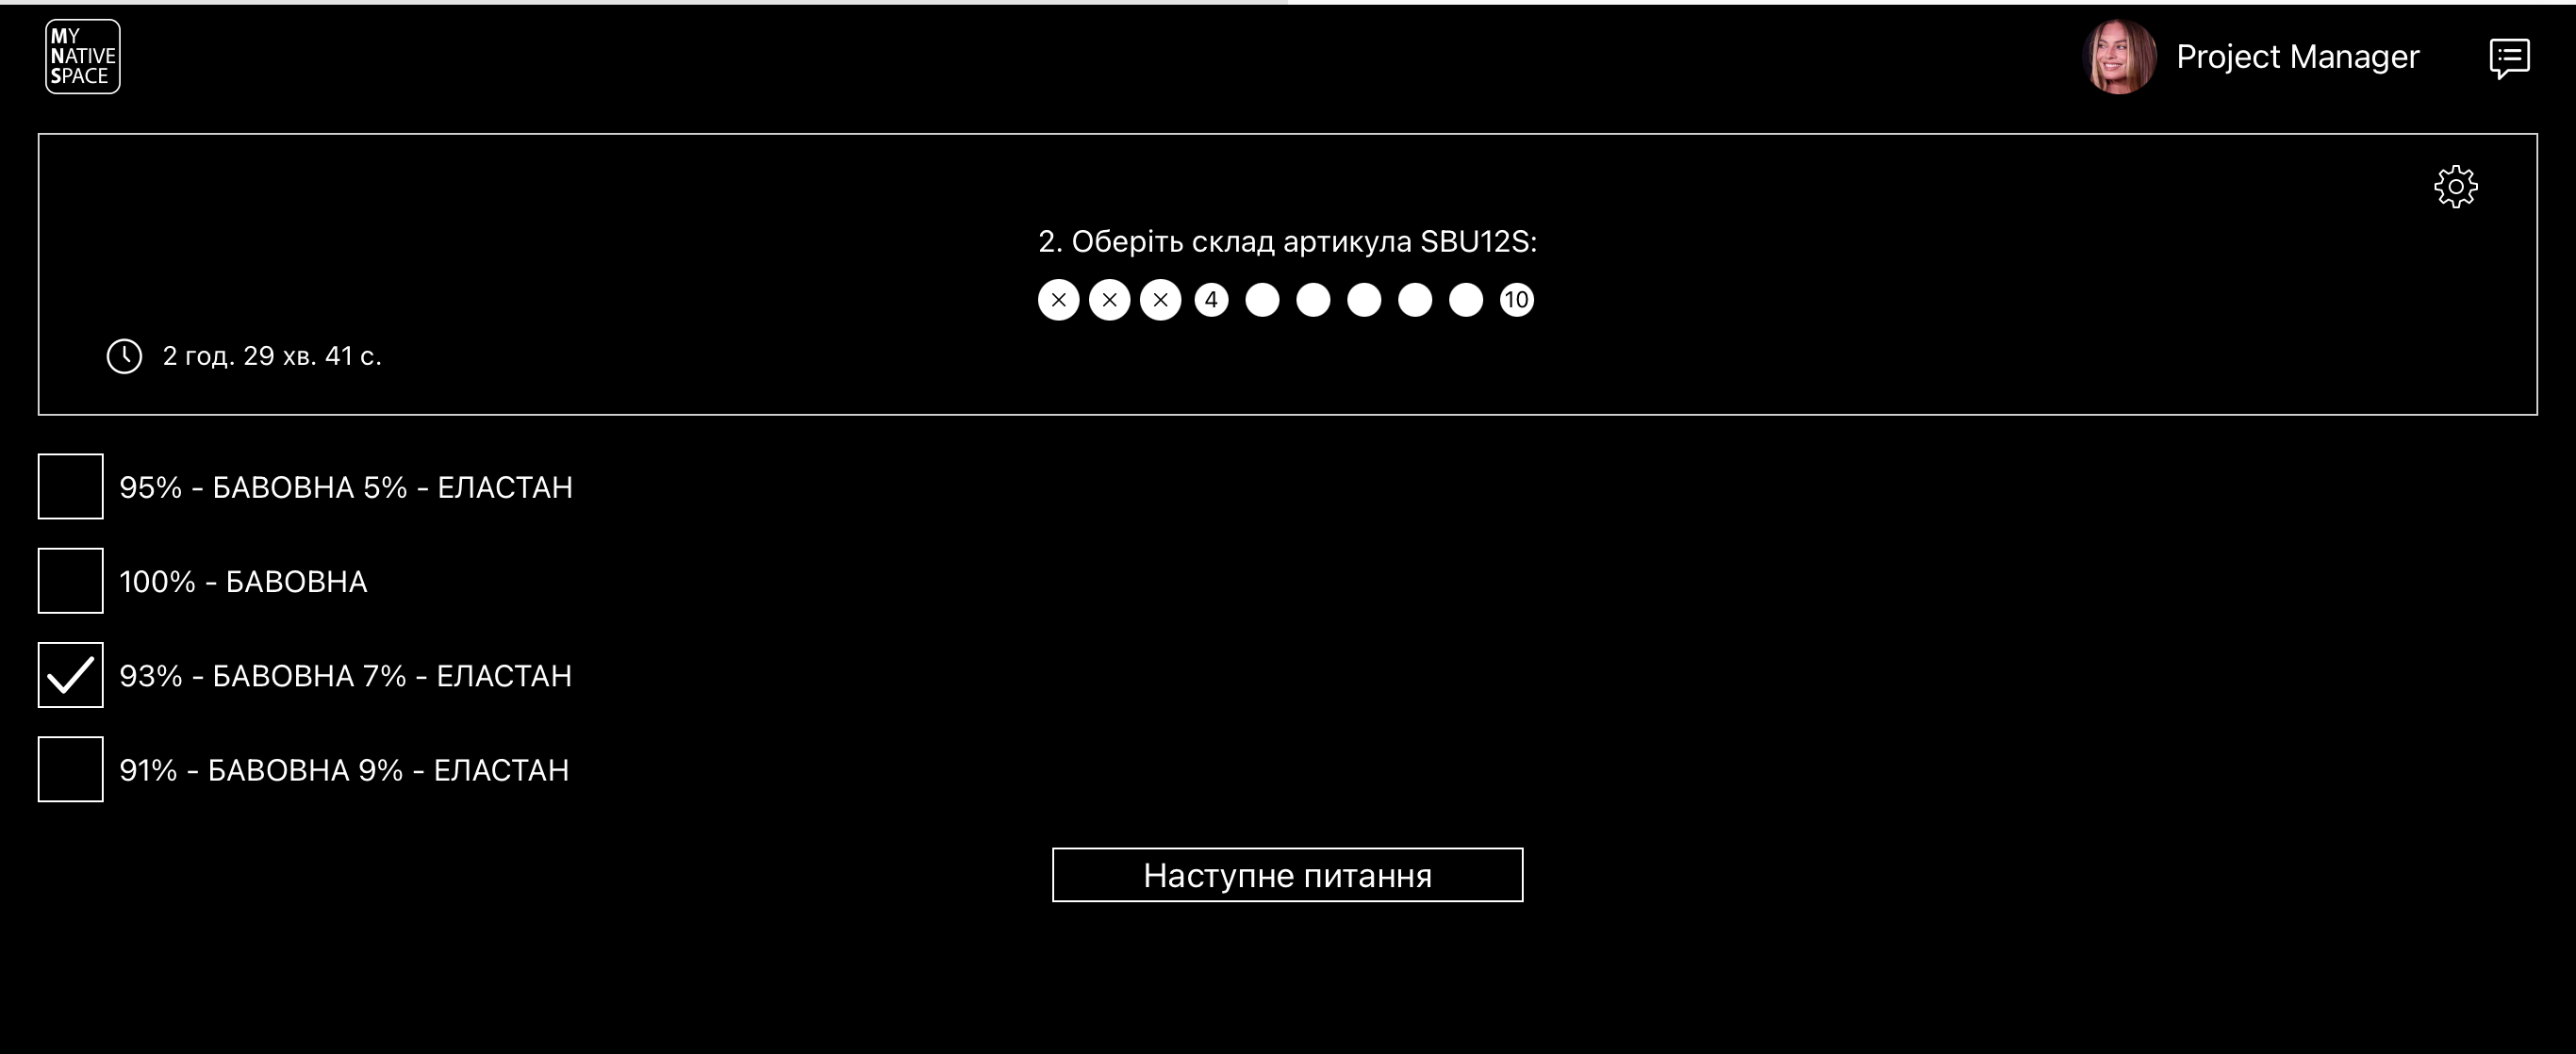 MY
NATIVE
SPACE
Project Manager
2. Оберіть склад артикула SBU12S:
4 10
2 год. 29 хв. 41 с.
95% - БАВОВНА 5% - ЕЛАСТАН
100% - БАВОВНА
93% - БАВОВНА 7% - ЕЛАСТАН
91% - БАВОВНА 9% - ЕЛАСТАН
Наступне питання